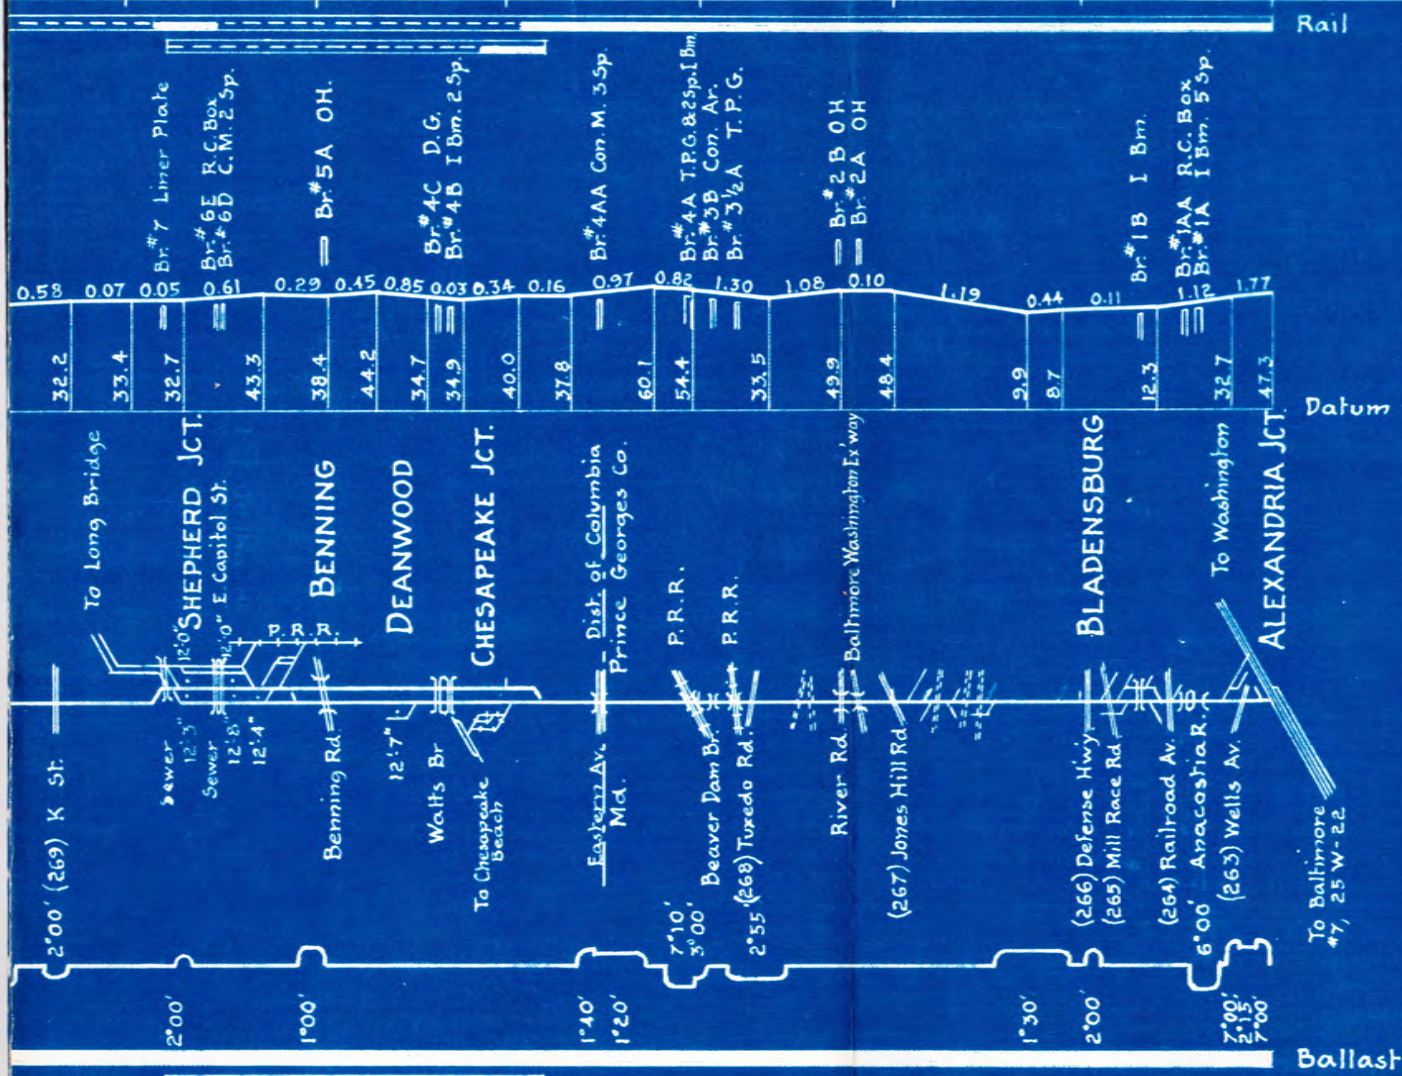 Rail
Br.#7 Liner Plate
Br.#6E R.C. Box
Br.#6D C.M. 2 Sp.
Br.#5A OH.
Br.#4C D.G.
Br.#4B I Bm. 2 Sp.
Br.#4AA Con. M. 3 Sp.
Br.#4A T.P.G. & 2 Sp. I Bm.
Br.#3B Con. Ar.
Br.#3½A T.P.G.
Br.#2B OH
Br.#2A OH
Br.#1B I Bm.
Br.#1AA R.C. Box
Br.#1A I Bm. 5 Sp.
0.58 0.07 0.05 0.61 0.29 0.45 0.85 0.03 0.34 0.16 0.97 0.82 1.30 1.08 0.10 1.19 0.44 0.11 1.12 1.77
32.2 33.4 32.7 43.3 38.4 44.2 34.7 34.9 40.0 37.8 60.1 54.4 33.5 49.9 48.4 9.9 8.7 12.3 32.7 47.3
Datum
To Long Bridge
SHEPHERD JCT.
E Capitol St.
BENNING
DEANWOOD
CHESAPEAKE JCT.
Dist. of Columbia
Prince Georges Co.
P.R.R.
P.R.R.
Baltimore Washington Ex'way
BLADENSBURG
To Washington
ALEXANDRIA JCT.
12'0"
12'0"
P.R.R.
2°00' (269) K St.
Sewer
12'3"
Sewer
12'8"
12'4"
Benning Rd.
12'7"
Watts Br
To Chesapeake
Beach
Eastern Av.
Md.
Beaver Dam Br.
(268) Tuxedo Rd.
River Rd.
(267) Jones Hill Rd
(266) Defense H'wy
(265) Mill Race Rd
(264) Railroad Av.
6°00' Anacostia R.
(263) Wells Av.
To Baltimore
#7, 25 W-22
7°10'
3°00'
2°55'
2°00'
1°00'
1°40'
1°20'
1°30'
2°00'
7°00'
2°15'
7°00'
Ballast